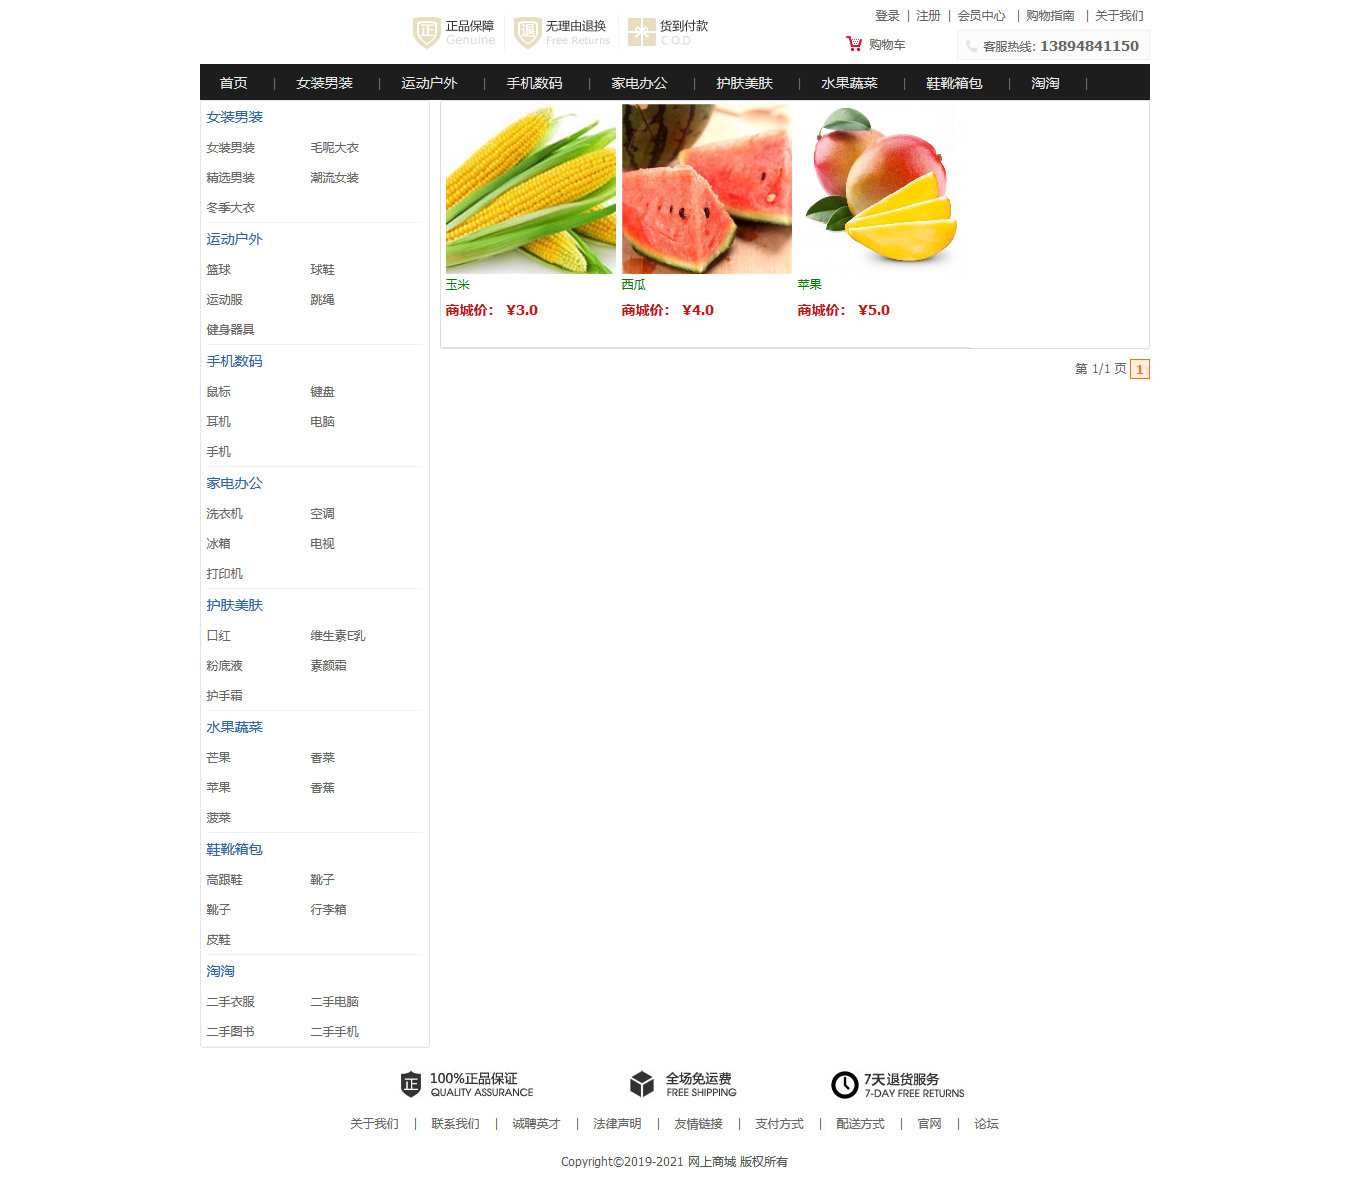 登录 | 注册 | 会员中心 | 购物指南 | 关于我们
正品保障 无理由退换 货到付款
Genuine Free Returns C.O.D
购物车 客服热线: 13894841150
首页 | 女装男装 | 运动户外 | 手机数码 | 家电办公 | 护肤美肤 | 水果蔬菜 | 鞋靴箱包 | 淘淘 |
女装男装
女装男装 毛呢大衣
精选男装 潮流女装
冬季大衣
运动户外
篮球 球鞋
运动服 跳绳
健身器具
手机数码
鼠标 键盘
耳机 电脑
手机
家电办公
洗衣机 空调
冰箱 电视
打印机
护肤美肤
口红 维生素E乳
粉底液 素颜霜
护手霜
水果蔬菜
芒果 香菜
苹果 香蕉
菠菜
鞋靴箱包
高跟鞋 靴子
靴子 行李箱
皮鞋
淘淘
二手衣服 二手电脑
二手图书 二手手机
玉米 西瓜 苹果
商城价： ¥3.0 商城价： ¥4.0 商城价： ¥5.0
第 1/1 页 1
正 100%正品保证 全场免运费 7天退货服务
QUALITY ASSURANCE FREE SHIPPING 7-DAY FREE RETURNS
关于我们 | 联系我们 | 诚聘英才 | 法律声明 | 友情链接 | 支付方式 | 配送方式 | 官网 | 论坛
Copyright©2019-2021 网上商城 版权所有